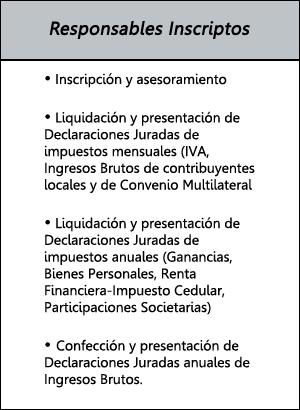 Responsables Inscriptos
• Inscripción y asesoramiento
• Liquidación y presentación de
Declaraciones Juradas de
impuestos mensuales (IVA,
Ingresos Brutos de contribuyentes
locales y de Convenio Multilateral
• Liquidación y presentación de
Declaraciones Juradas de
impuestos anuales (Ganancias,
Bienes Personales, Renta
Financiera-Impuesto Cedular,
Participaciones Societarias)
• Confección y presentación de
Declaraciones Juradas anuales de
Ingresos Brutos.